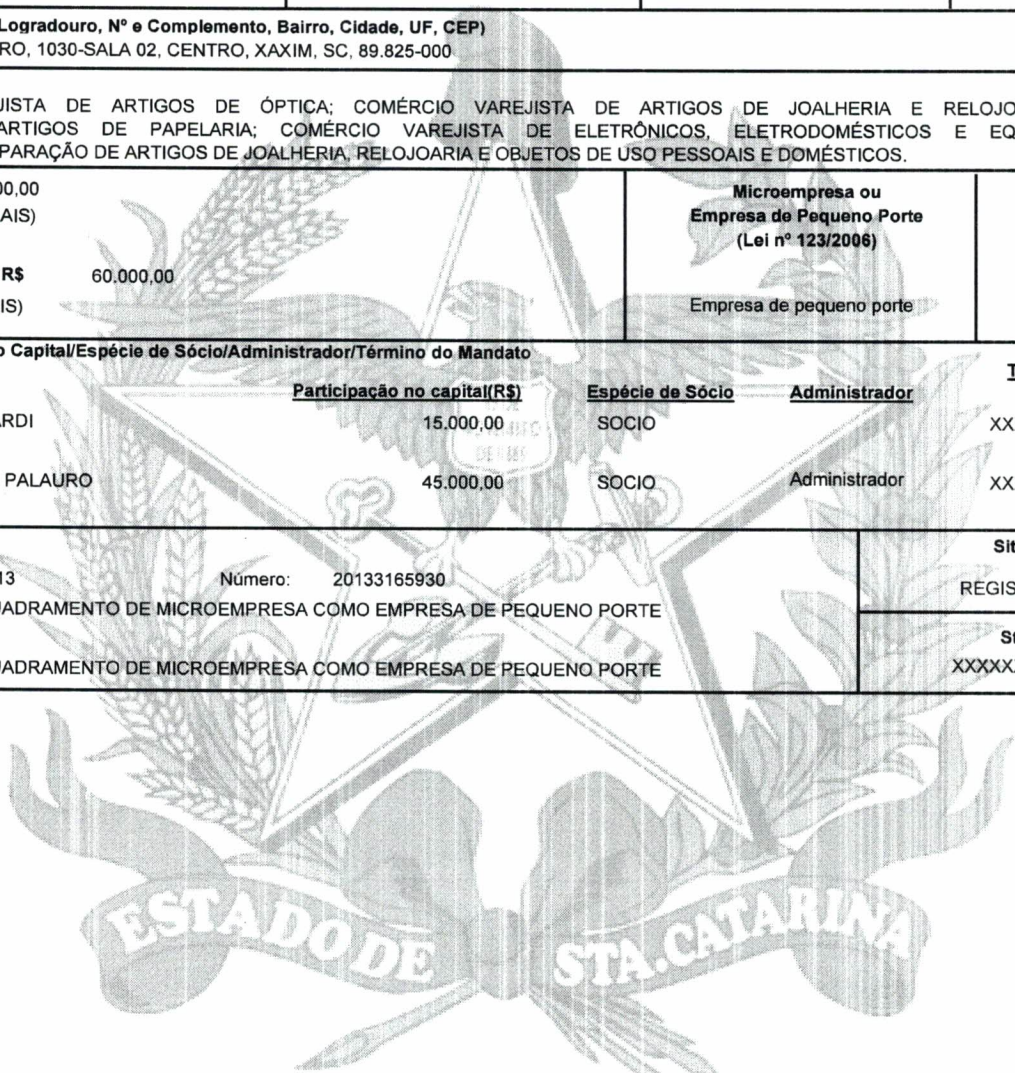 Logradouro, Nº e Complemento, Bairro, Cidade, UF, CEP)
RO, 1030-SALA 02, CENTRO, XAXIM, SC, 89.825-000
JISTA DE ARTIGOS DE ÓPTICA; COMÉRCIO VAREJISTA DE ARTIGOS DE JOALHERIA E RELOJO
ARTIGOS DE PAPELARIA; COMÉRCIO VAREJISTA DE ELETRÔNICOS, ELETRODOMÉSTICOS E EQ
PARAÇÃO DE ARTIGOS DE JOALHERIA, RELOJOARIA E OBJETOS DE USO PESSOAIS E DOMÉSTICOS.
00,00
AIS)
R$ 60.000,00
IS)
Microempresa ou
Empresa de Pequeno Porte
(Lei nº 123/2006)
Empresa de pequeno porte
o Capital/Espécie de Sócio/Administrador/Término do Mandato
Participação no capital(R$) Espécie de Sócio Administrador T
ARDI 15.000,00 SOCIO XX
PALAURO 45.000,00 SOCIO Administrador XX
13 Número: 20133165930
UADRAMENTO DE MICROEMPRESA COMO EMPRESA DE PEQUENO PORTE
UADRAMENTO DE MICROEMPRESA COMO EMPRESA DE PEQUENO PORTE
Sit
REGIS
St
XXXXXX
ESTADO DE STA.CATARINA